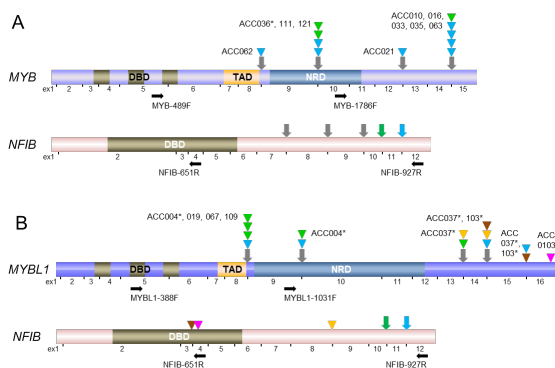 A
ACC036*, 111, 121
ACC010, 016,
033, 035, 063
ACC062
ACC021
MYB
DBD
TAD
NRD
ex1 2 3 4 5 6 7 8 9 10 11 12 13 14 15
MYB-489F
MYB-1786F
NFIB
DBD
ex1 2 3 4 6 7 8 9 10 11 12
NFIB-651R
NFIB-927R
B
ACC004*, 019, 067, 109
ACC004*
ACC037*, 103*
ACC037*
ACC
037*,
103*
ACC
0103
MYBL1
DBD
TAD
NRD
ex1 2 3 4 5 6 7 8 9 10 12 13 14 15 16
MYBL1-388F
MYBL1-1031F
NFIB
DBD
ex1 2 3 4 6 7 8 9 10 11 12
NFIB-651R
NFIB-927R